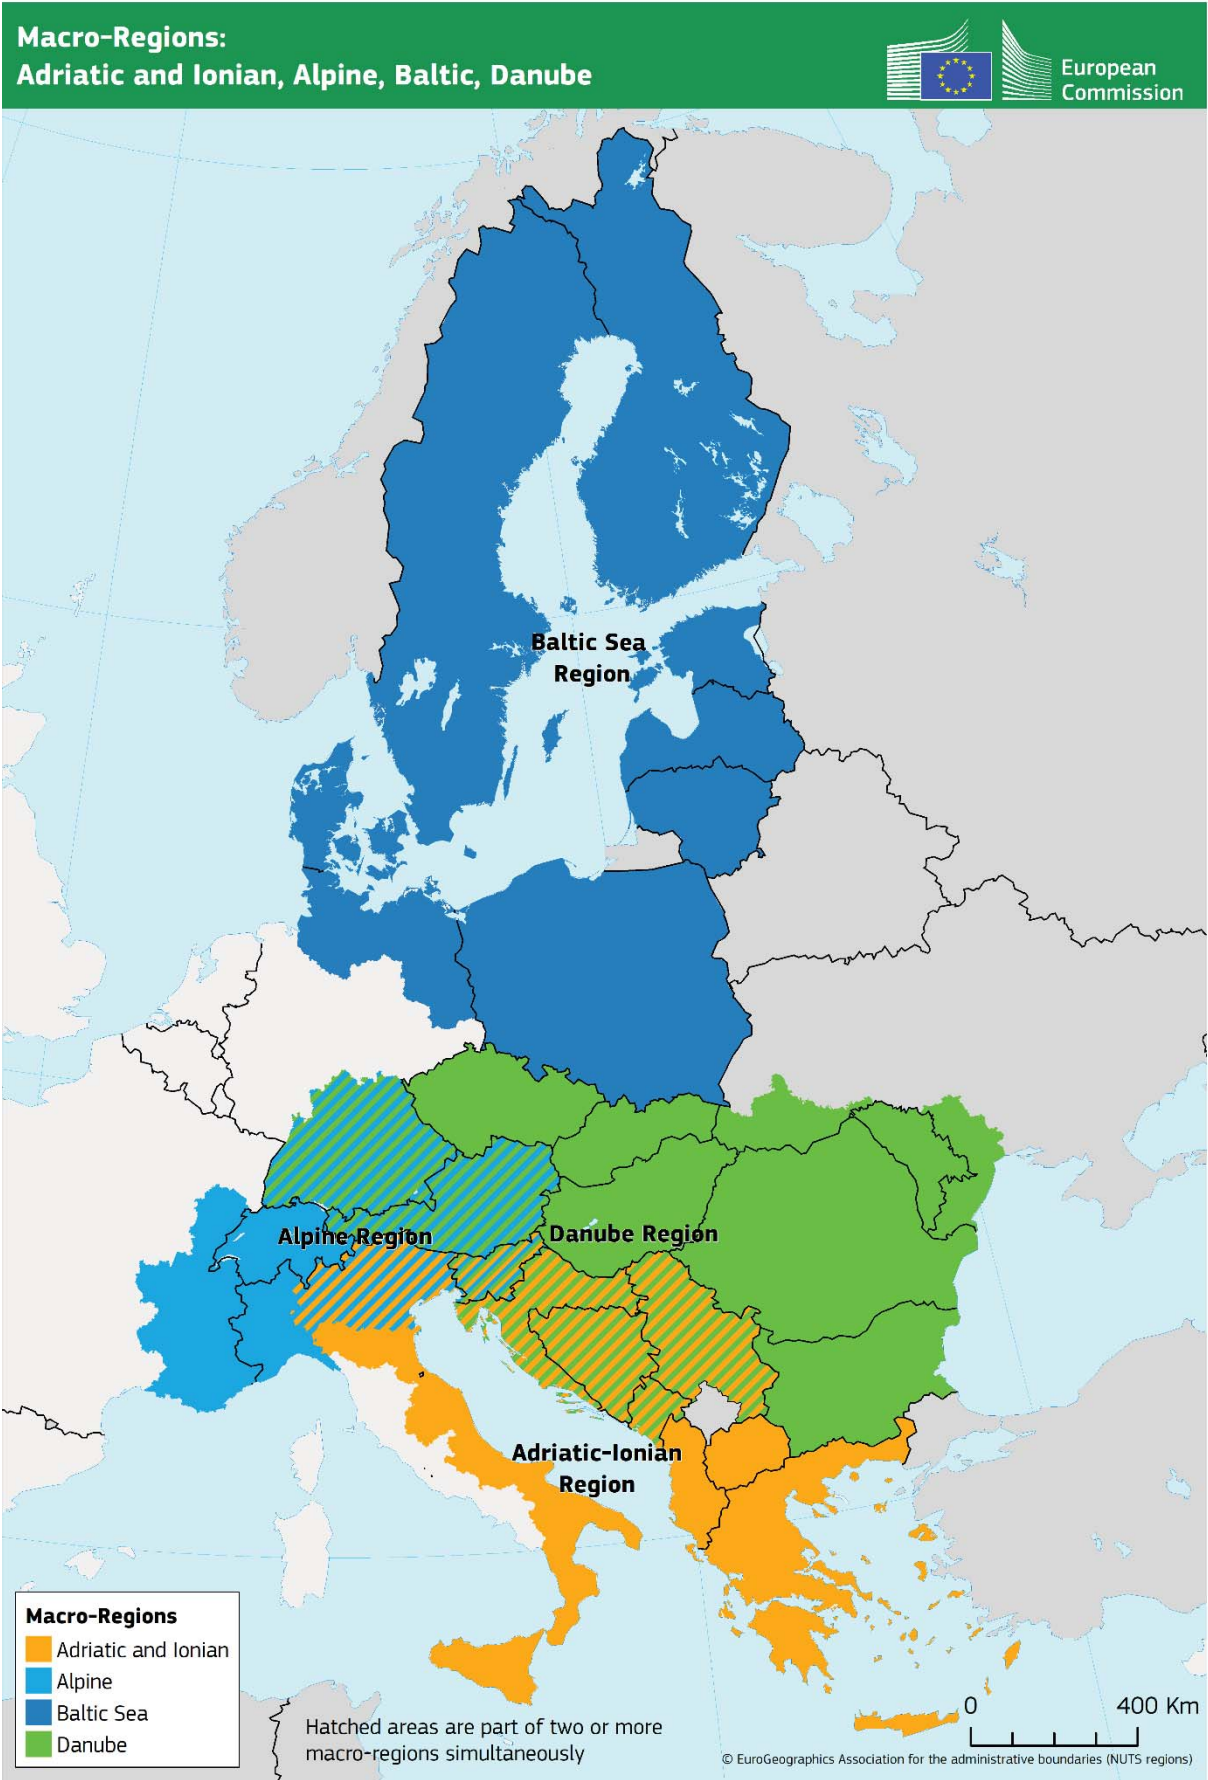 Macro-Regions:
Adriatic and Ionian, Alpine, Baltic, Danube
European
Commission
Baltic Sea
Region
Alpine Region
Danube Region
Adriatic-Ionian
Region
Macro-Regions
Adriatic and Ionian
Alpine
Baltic Sea
Danube
Hatched areas are part of two or more
macro-regions simultaneously
0 400 Km
© EuroGeographics Association for the administrative boundaries (NUTS regions)